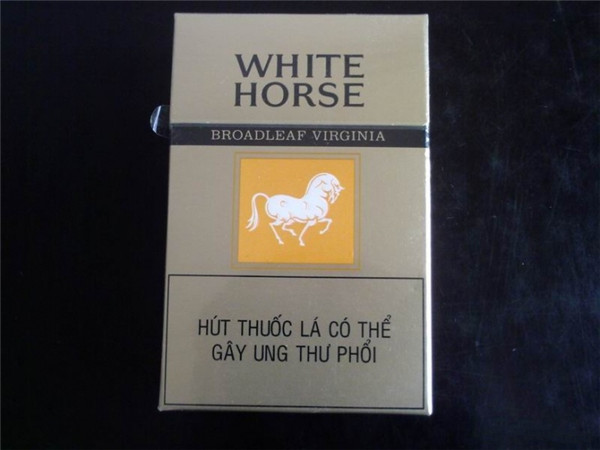 WHITE
HORSE
BROADLEAF VIRGINIA
HÚT THUỐC LÁ CÓ THỂ
GÂY UNG THƯ PHỔI